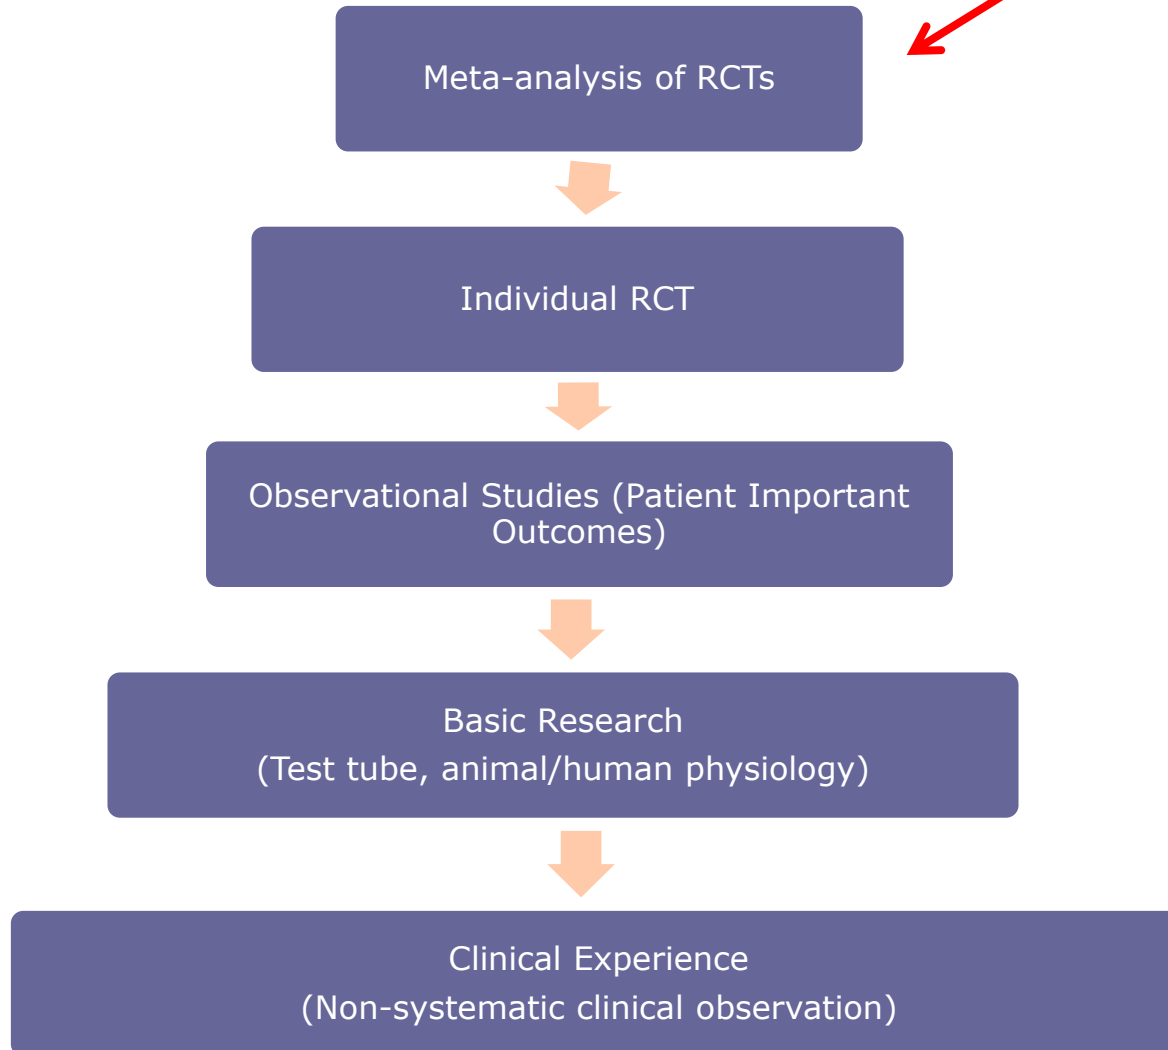 Meta-analysis of RCTs
Individual RCT
Observational Studies (Patient Important
Outcomes)
Basic Research
(Test tube, animal/human physiology)
Clinical Experience
(Non-systematic clinical observation)